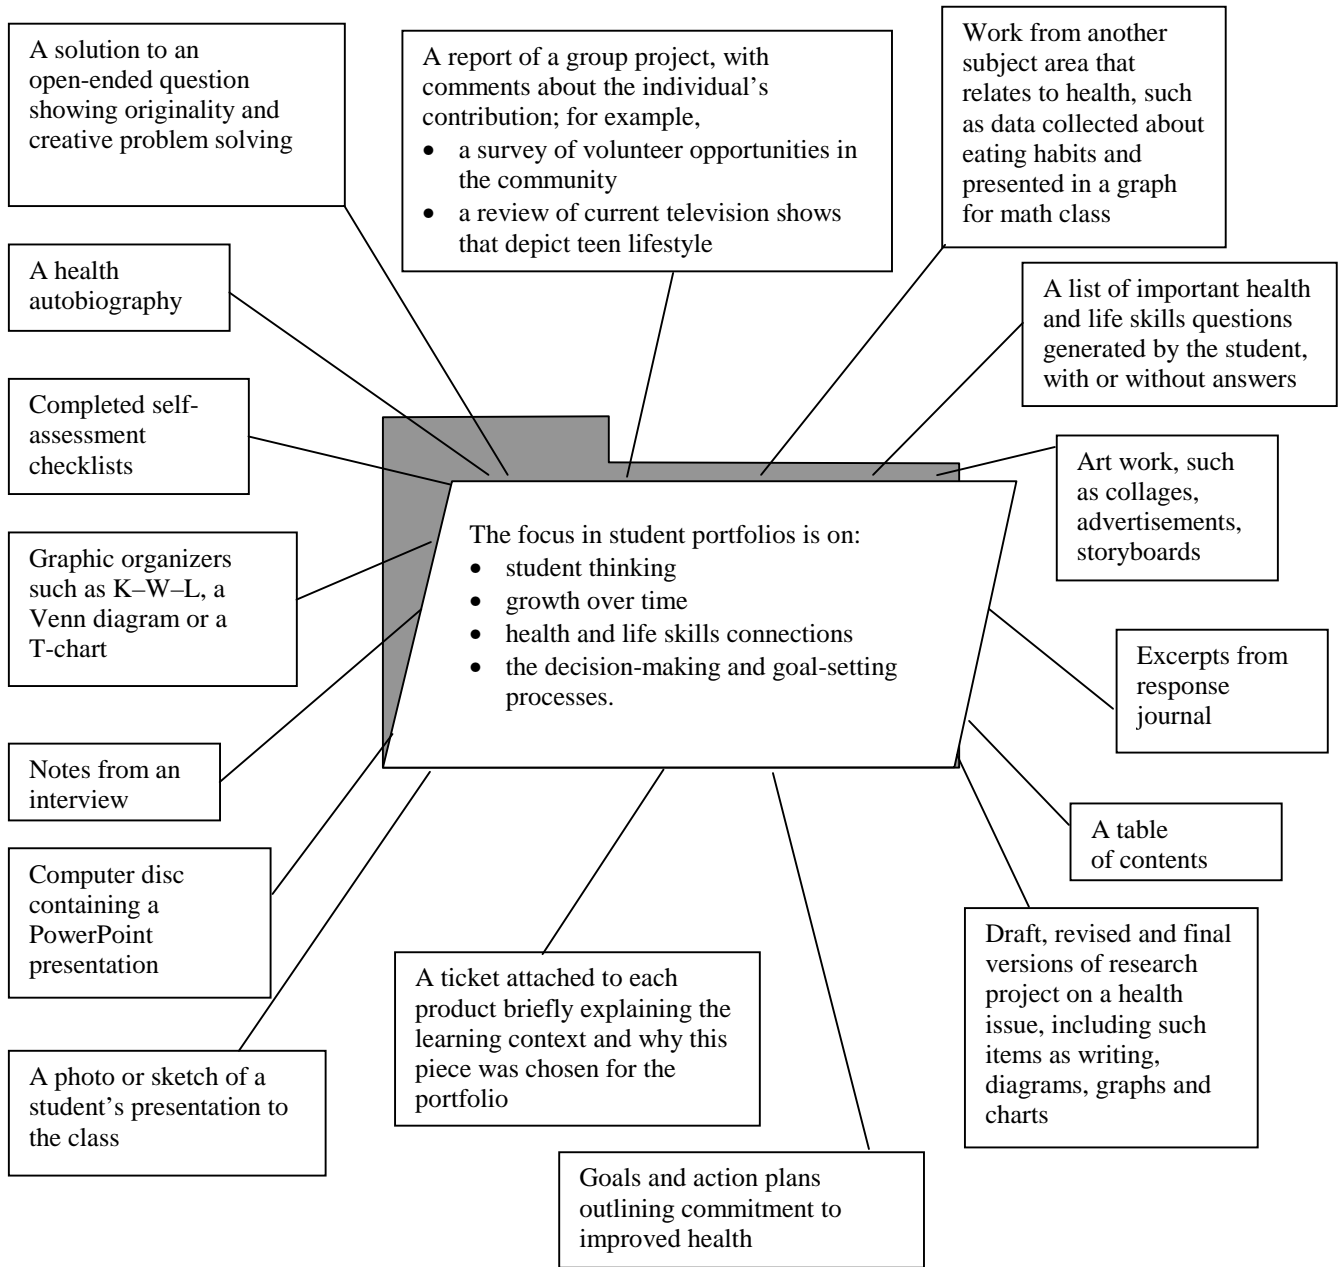 A solution to an
open-ended question
showing originality and
creative problem solving
A report of a group project, with
comments about the individual’s
contribution; for example,
• a survey of volunteer opportunities in
the community
• a review of current television shows
that depict teen lifestyle
Work from another
subject area that
relates to health, such
as data collected about
eating habits and
presented in a graph
for math class
A health
autobiography
A list of important health
and life skills questions
generated by the student,
with or without answers
Completed self-
assessment
checklists
Art work, such
as collages,
advertisements,
storyboards
Graphic organizers
such as K–W–L, a
Venn diagram or a
T-chart
The focus in student portfolios is on:
• student thinking
• growth over time
• health and life skills connections
• the decision-making and goal-setting
processes.
Excerpts from
response
journal
Notes from an
interview
A table
of contents
Computer disc
containing a
PowerPoint
presentation
Draft, revised and final
versions of research
project on a health
issue, including such
items as writing,
diagrams, graphs and
charts
A ticket attached to each
product briefly explaining the
learning context and why this
piece was chosen for the
portfolio
A photo or sketch of a
student’s presentation to
the class
Goals and action plans
outlining commitment to
improved health